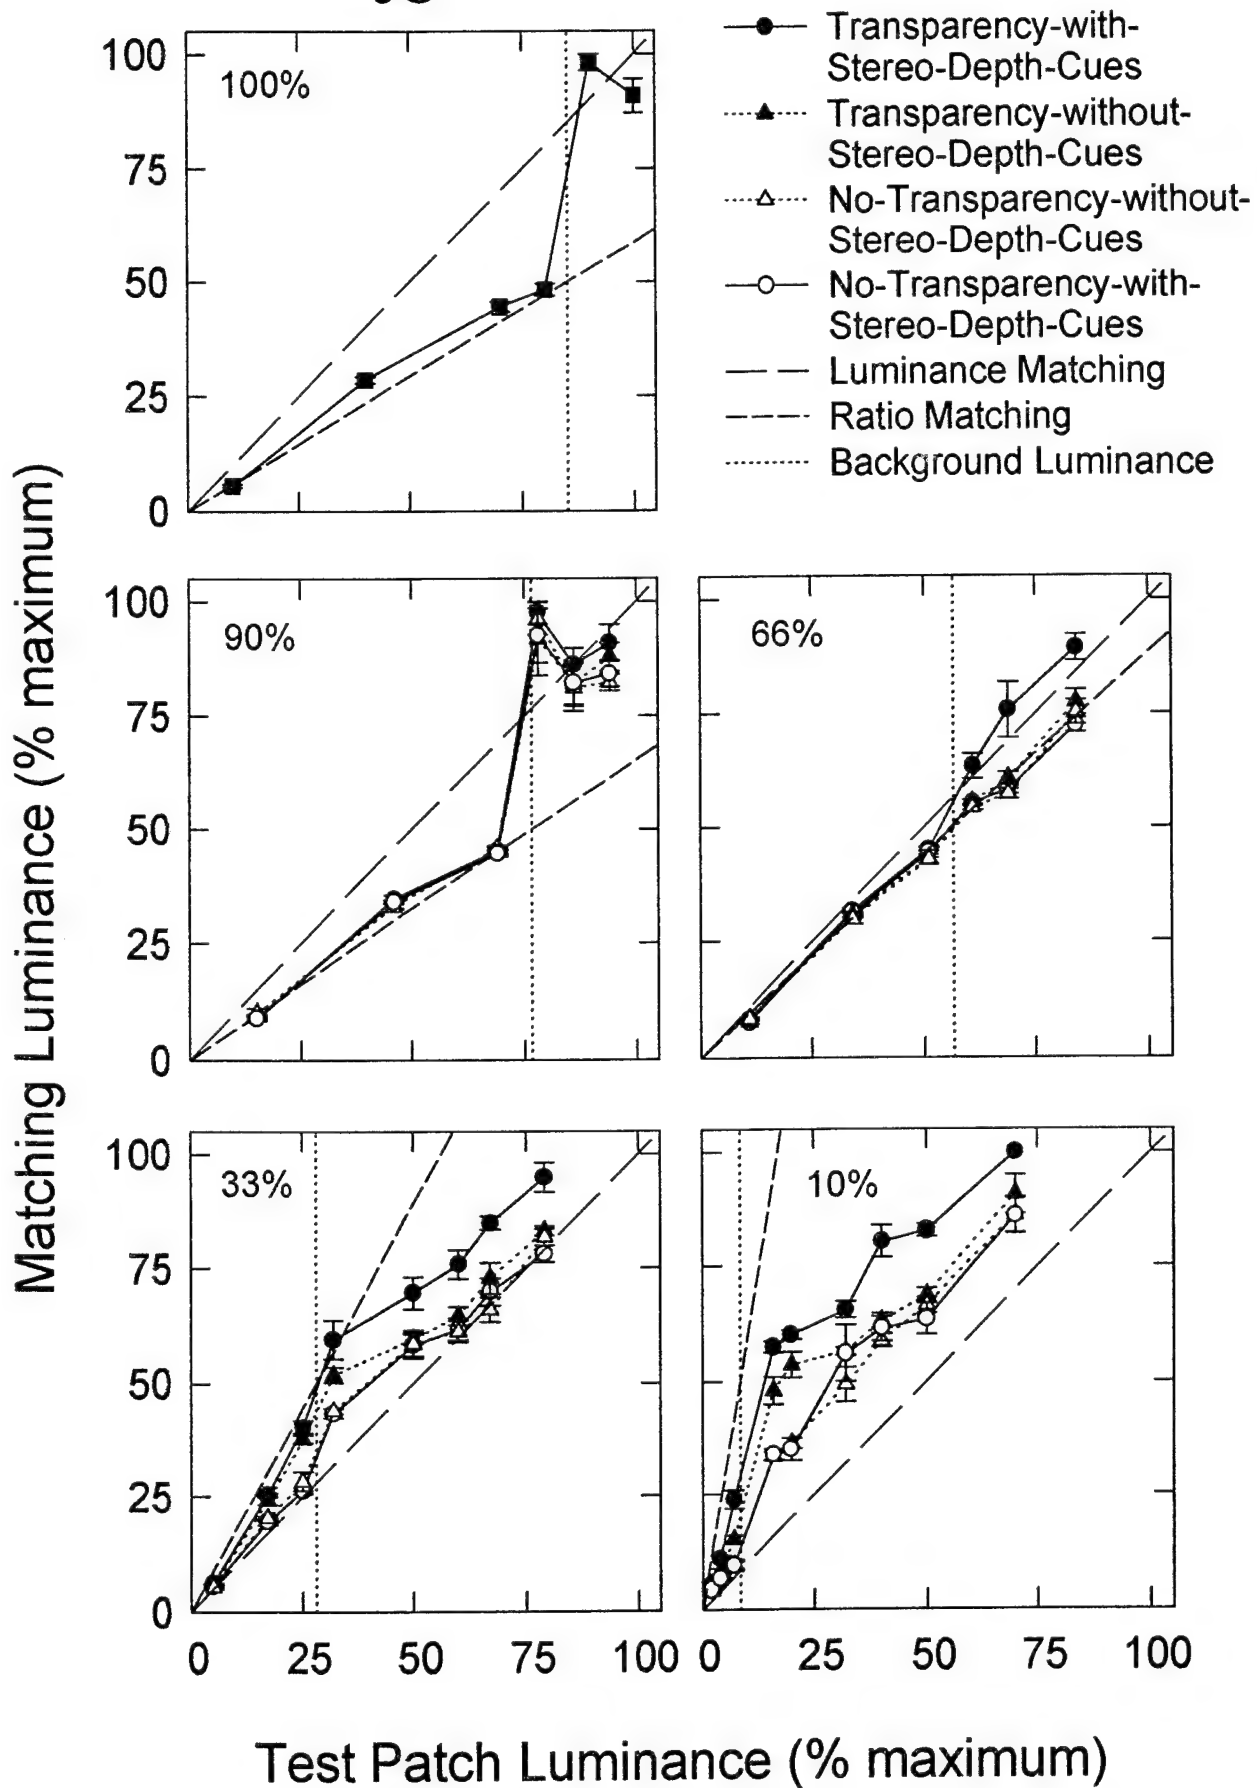 Transparency-with-
Stereo-Depth-Cues
Transparency-without-
Stereo-Depth-Cues
No-Transparency-without-
Stereo-Depth-Cues
No-Transparency-with-
Stereo-Depth-Cues
Luminance Matching
Ratio Matching
Background Luminance
100%
100
75
50
25
0
90%
100
75
50
25
0
66%
33%
100
75
50
25
0
10%
0 25 50 75 100
0 25 50 75 100
Matching Luminance (% maximum)
Test Patch Luminance (% maximum)